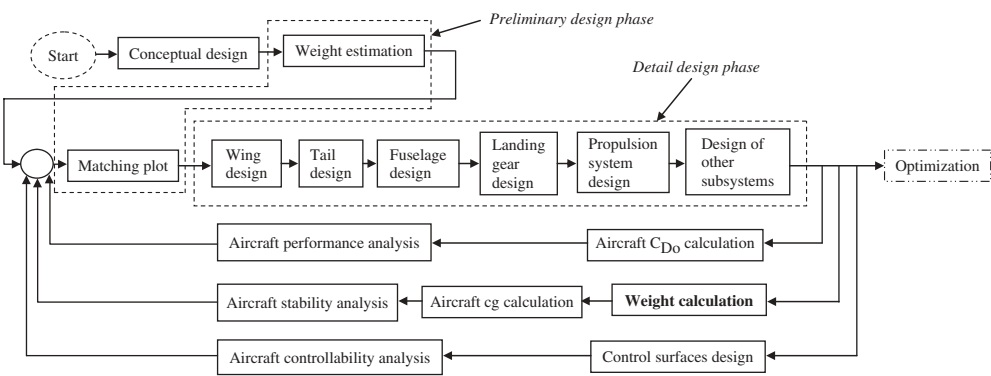 Preliminary design phase
Start
Conceptual design
Weight estimation
Detail design phase
Matching plot
Wing
design
Tail
design
Fuselage
design
Landing
gear
design
Propulsion
system
design
Design of
other
subsystems
Optimization
Aircraft performance analysis
Aircraft CDo calculation
Aircraft stability analysis
Aircraft cg calculation
Weight calculation
Aircraft controllability analysis
Control surfaces design